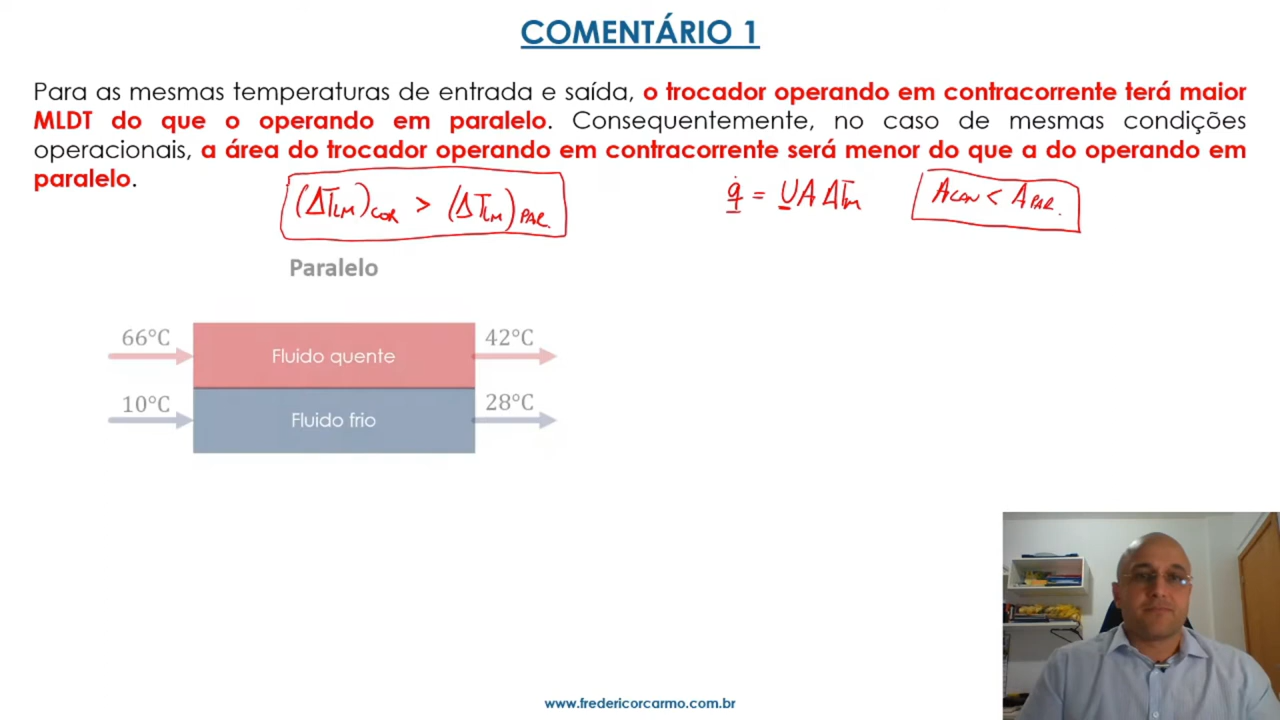 COMENTÁRIO 1
Para as mesmas temperaturas de entrada e saída, o trocador operando em contracorrente terá maior
MLDT do que o operando em paralelo. Consequentemente, no caso de mesmas condições
operacionais, a área do trocador operando em contracorrente será menor do que a do operando em
paralelo.
(ΔTLM)COR > (ΔTLM)PAR.
q̇ = UAΔTLM
ACON < APAR.
Paralelo
66°C
42°C
Fluido quente
10°C
28°C
Fluido frio
www.fredericorcarmo.com.br